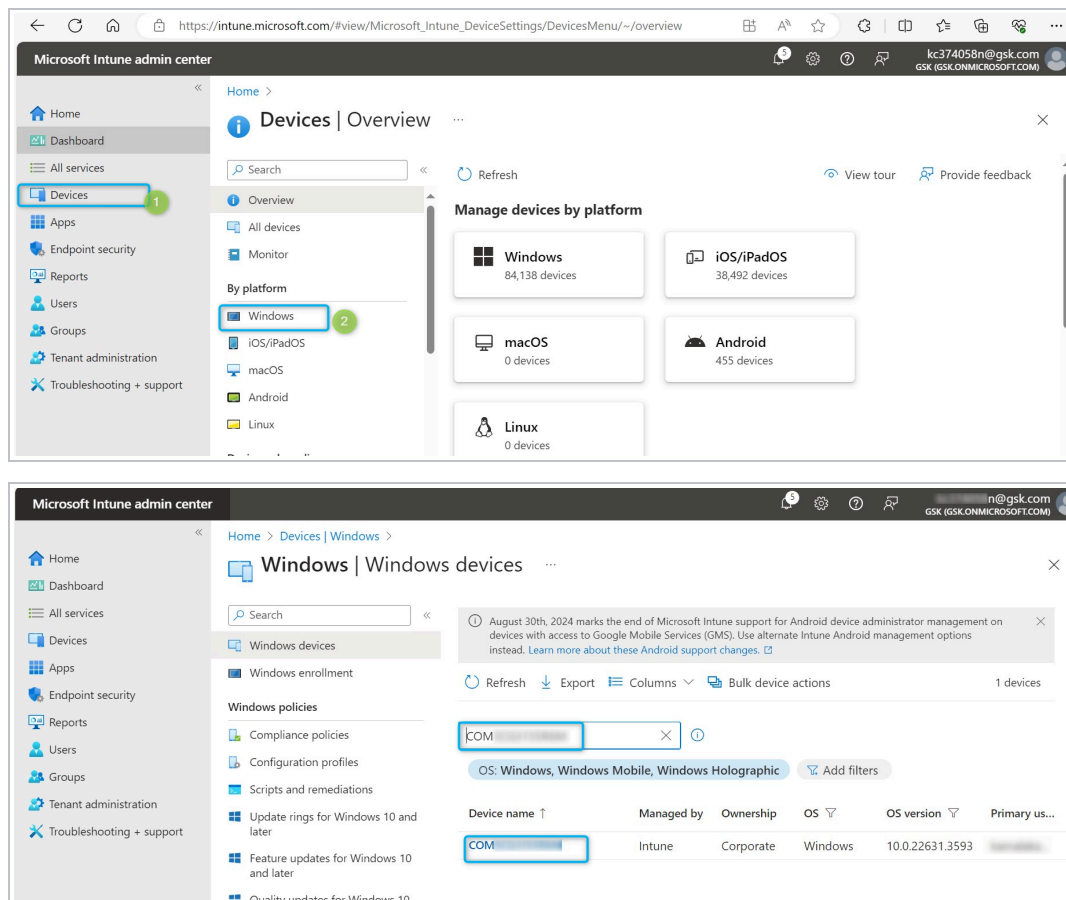 https://intune.microsoft.com/#view/Microsoft_Intune_DeviceSettings/DevicesMenu/~/overview
Microsoft Intune admin center
5
kc374058n@gsk.com
GSK (GSK.ONMICROSOFT.COM)
Home
Dashboard
All services
Devices
1
Apps
Endpoint security
Reports
Users
Groups
Tenant administration
Troubleshooting + support
Home >
Devices | Overview
Search
Overview
All devices
Monitor
By platform
Windows
2
iOS/iPadOS
macOS
Android
Linux
Refresh
View tour
Provide feedback
Manage devices by platform
Windows
84,138 devices
iOS/iPadOS
38,492 devices
macOS
0 devices
Android
455 devices
Linux
0 devices
Microsoft Intune admin center
5
n@gsk.com
GSK (GSK.ONMICROSOFT.COM)
Home
Dashboard
All services
Devices
Apps
Endpoint security
Reports
Users
Groups
Tenant administration
Troubleshooting + support
Home > Devices | Windows >
Windows | Windows devices
Search
Windows devices
Windows enrollment
Windows policies
Compliance policies
Configuration profiles
Scripts and remediations
Update rings for Windows 10 and
later
Feature updates for Windows 10
and later
Quality updates for Windows 10
August 30th, 2024 marks the end of Microsoft Intune support for Android device administrator management on
devices with access to Google Mobile Services (GMS). Use alternate Intune Android management options
instead. Learn more about these Android support changes.
Refresh
Export
Columns
Bulk device actions
1 devices
COM
OS: Windows, Windows Mobile, Windows Holographic
Add filters
Device name ↑ Managed by Ownership OS OS version Primary us...
COM Intune Corporate Windows 10.0.22631.3593